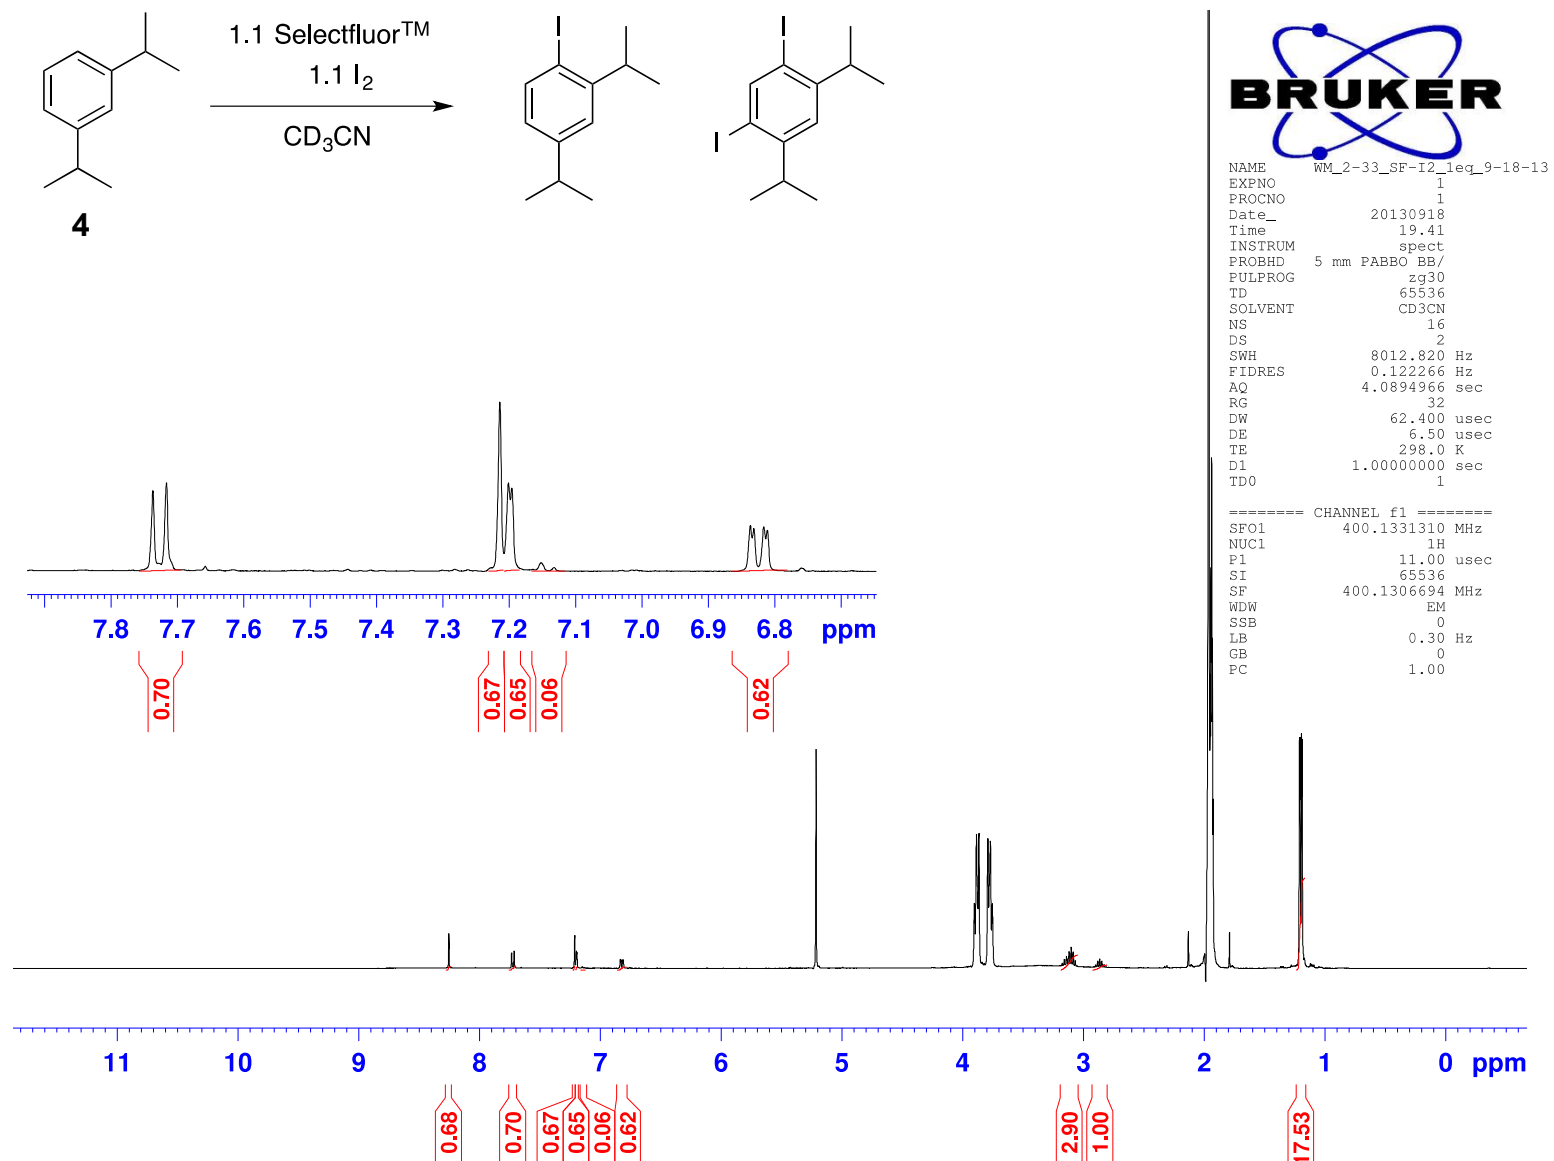 1.1 Selectfluor™
1.1 I2
CD3CN
4
I
I
I
BRUKER
NAME WM_2-33_SF-I2_1eq_9-18-13
EXPNO 1
PROCNO 1
Date_ 20130918
Time 19.41
INSTRUM spect
PROBHD 5 mm PABBO BB/
PULPROG zg30
TD 65536
SOLVENT CD3CN
NS 16
DS 2
SWH 8012.820 Hz
FIDRES 0.122266 Hz
AQ 4.0894966 sec
RG 32
DW 62.400 usec
DE 6.50 usec
TE 298.0 K
D1 1.00000000 sec
TD0 1
======== CHANNEL f1 ========
SFO1 400.1331310 MHz
NUC1 1H
P1 11.00 usec
SI 65536
SF 400.1306694 MHz
WDW EM
SSB 0
LB 0.30 Hz
GB 0
PC 1.00
7.8 7.7 7.6 7.5 7.4 7.3 7.2 7.1 7.0 6.9 6.8 ppm
0.70 0.67 0.65 0.06 0.62
11 10 9 8 7 6 5 4 3 2 1 0 ppm
0.68 0.70 0.67 0.65 0.06 0.62 2.90 1.00 17.53